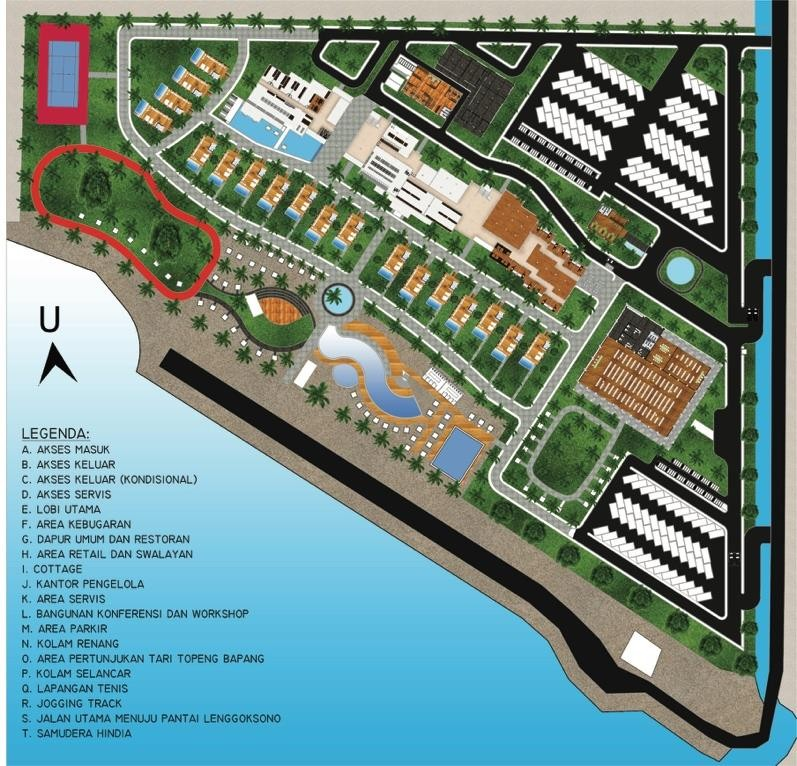 U
LEGENDA:
A. AKSES MASUK
B. AKSES KELUAR
C. AKSES KELUAR (KONDISIONAL)
D. AKSES SERVIS
E. LOBI UTAMA
F. AREA KEBUGARAN
G. DAPUR UMUM DAN RESTORAN
H. AREA RETAIL DAN SWALAYAN
I. COTTAGE
J. KANTOR PENGELOLA
K. AREA SERVIS
L. BANGUNAN KONFERENSI DAN WORKSHOP
M. AREA PARKIR
N. KOLAM RENANG
O. AREA PERTUNJUKAN TARI TOPENG BAPANG
P. KOLAM SELANCAR
Q. LAPANGAN TENIS
R. JOGGING TRACK
S. JALAN UTAMA MENUJU PANTAI LENGGOKSONO
T. SAMUDERA HINDIA